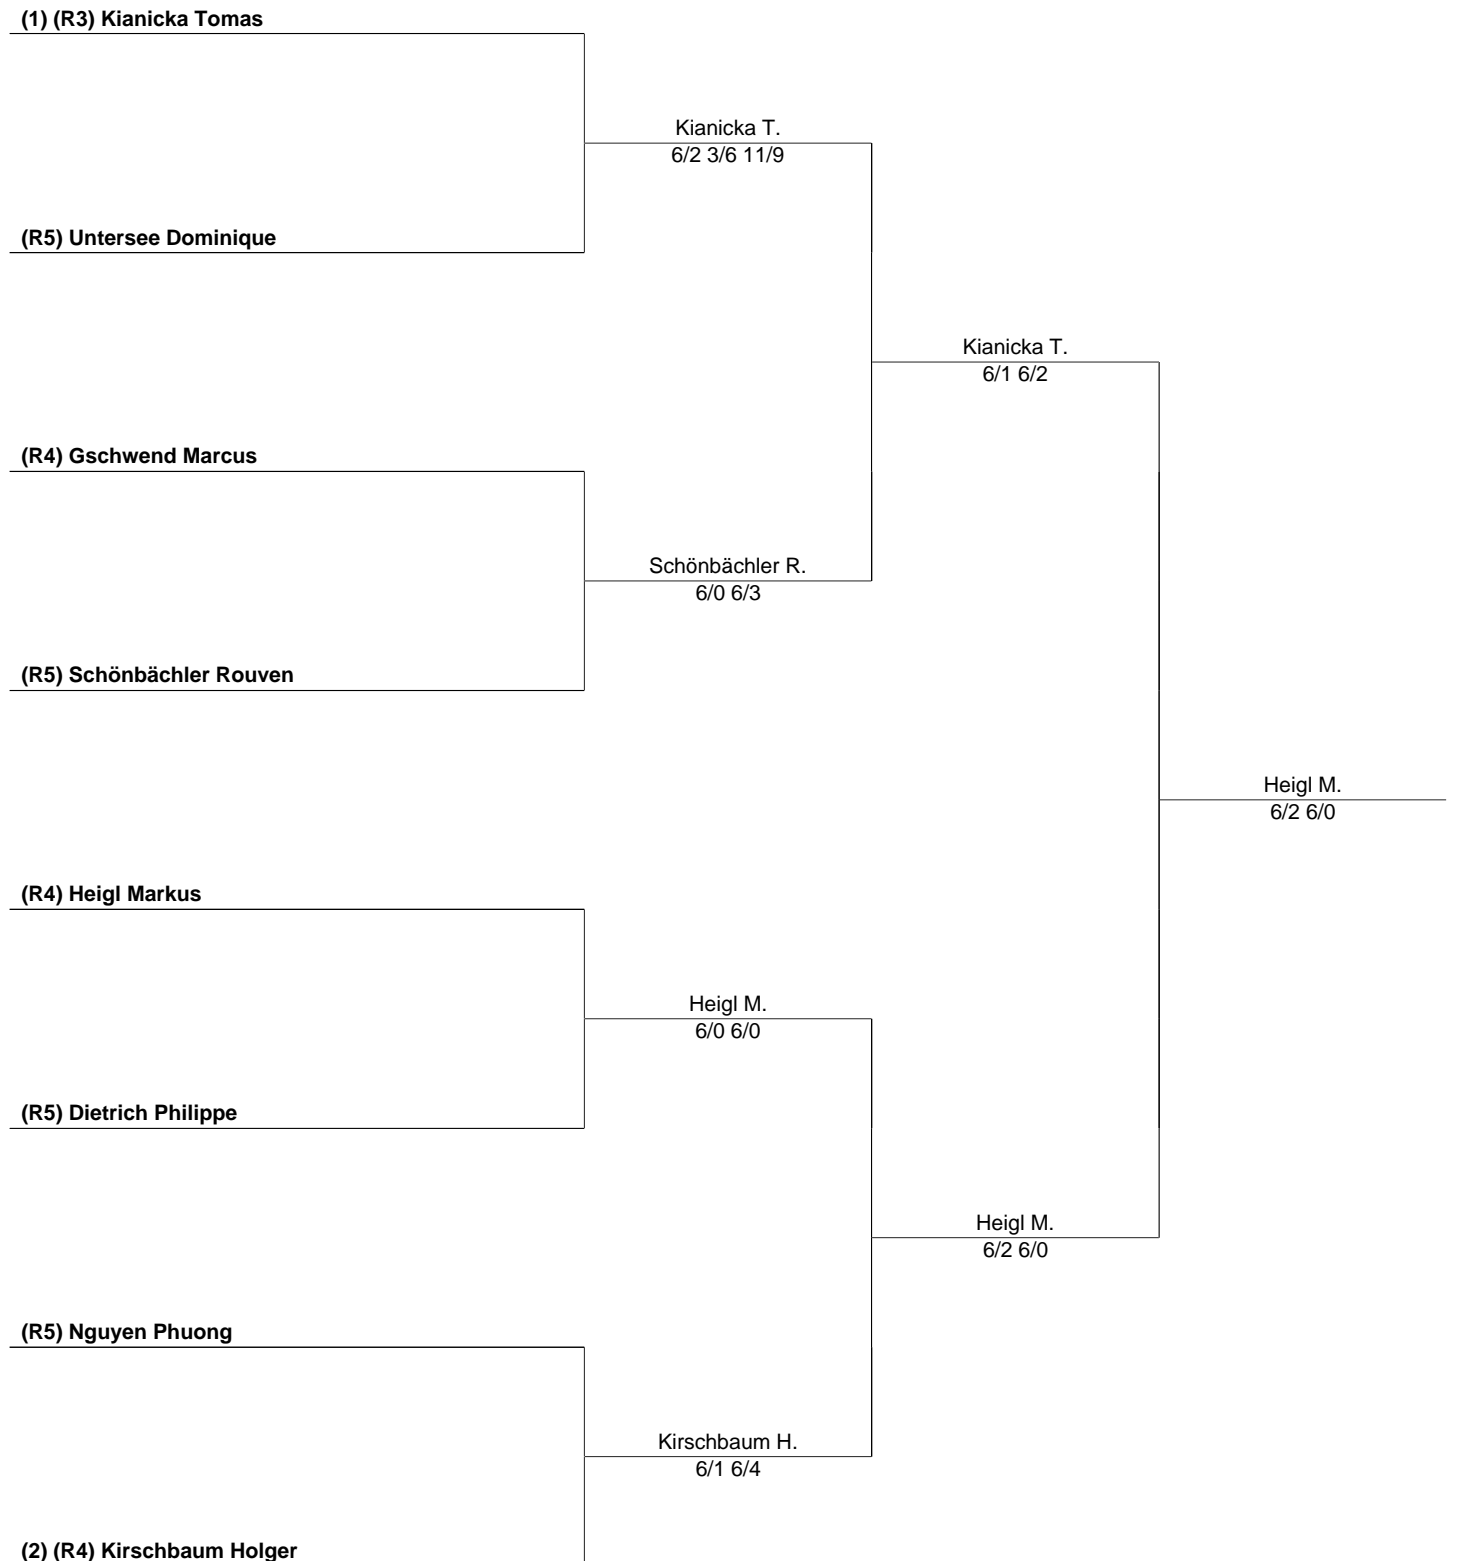 (1) (R3) Kianicka Tomas
Kianicka T.
6/2 3/6 11/9
(R5) Untersee Dominique
Kianicka T.
6/1 6/2
(R4) Gschwend Marcus
Schönbächler R.
6/0 6/3
(R5) Schönbächler Rouven
Heigl M.
6/2 6/0
(R4) Heigl Markus
Heigl M.
6/0 6/0
(R5) Dietrich Philippe
Heigl M.
6/2 6/0
(R5) Nguyen Phuong
Kirschbaum H.
6/1 6/4
(2) (R4) Kirschbaum Holger